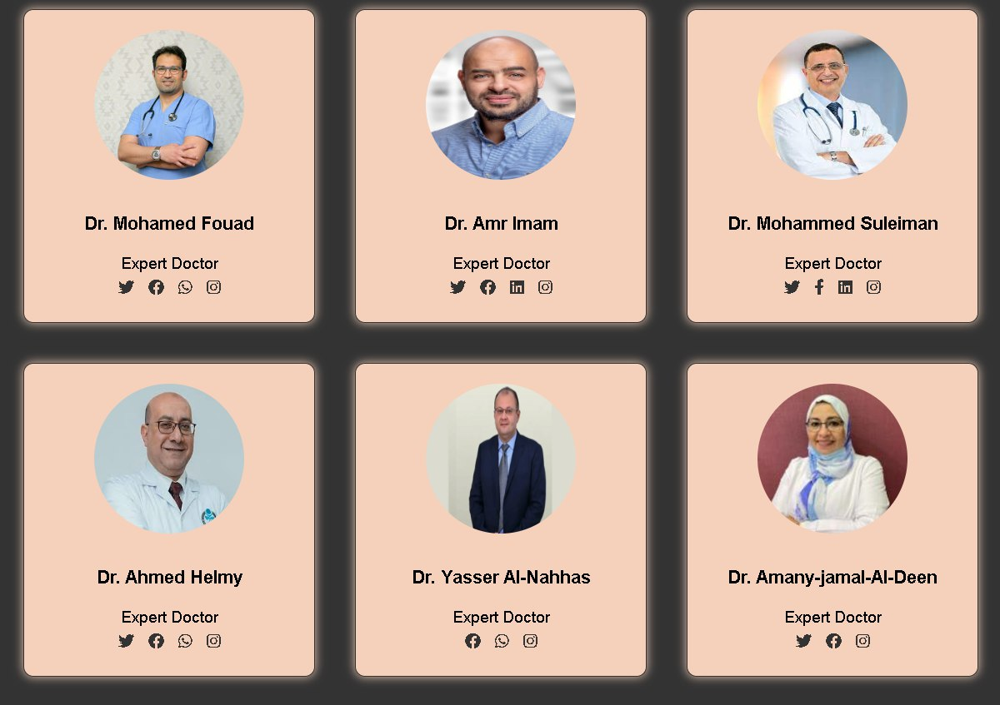 Dr. Mohamed Fouad
Expert Doctor
Dr. Amr Imam
Expert Doctor
Dr. Mohammed Suleiman
Expert Doctor
Dr. Ahmed Helmy
Expert Doctor
Dr. Yasser Al-Nahhas
Expert Doctor
Dr. Amany-jamal-Al-Deen
Expert Doctor